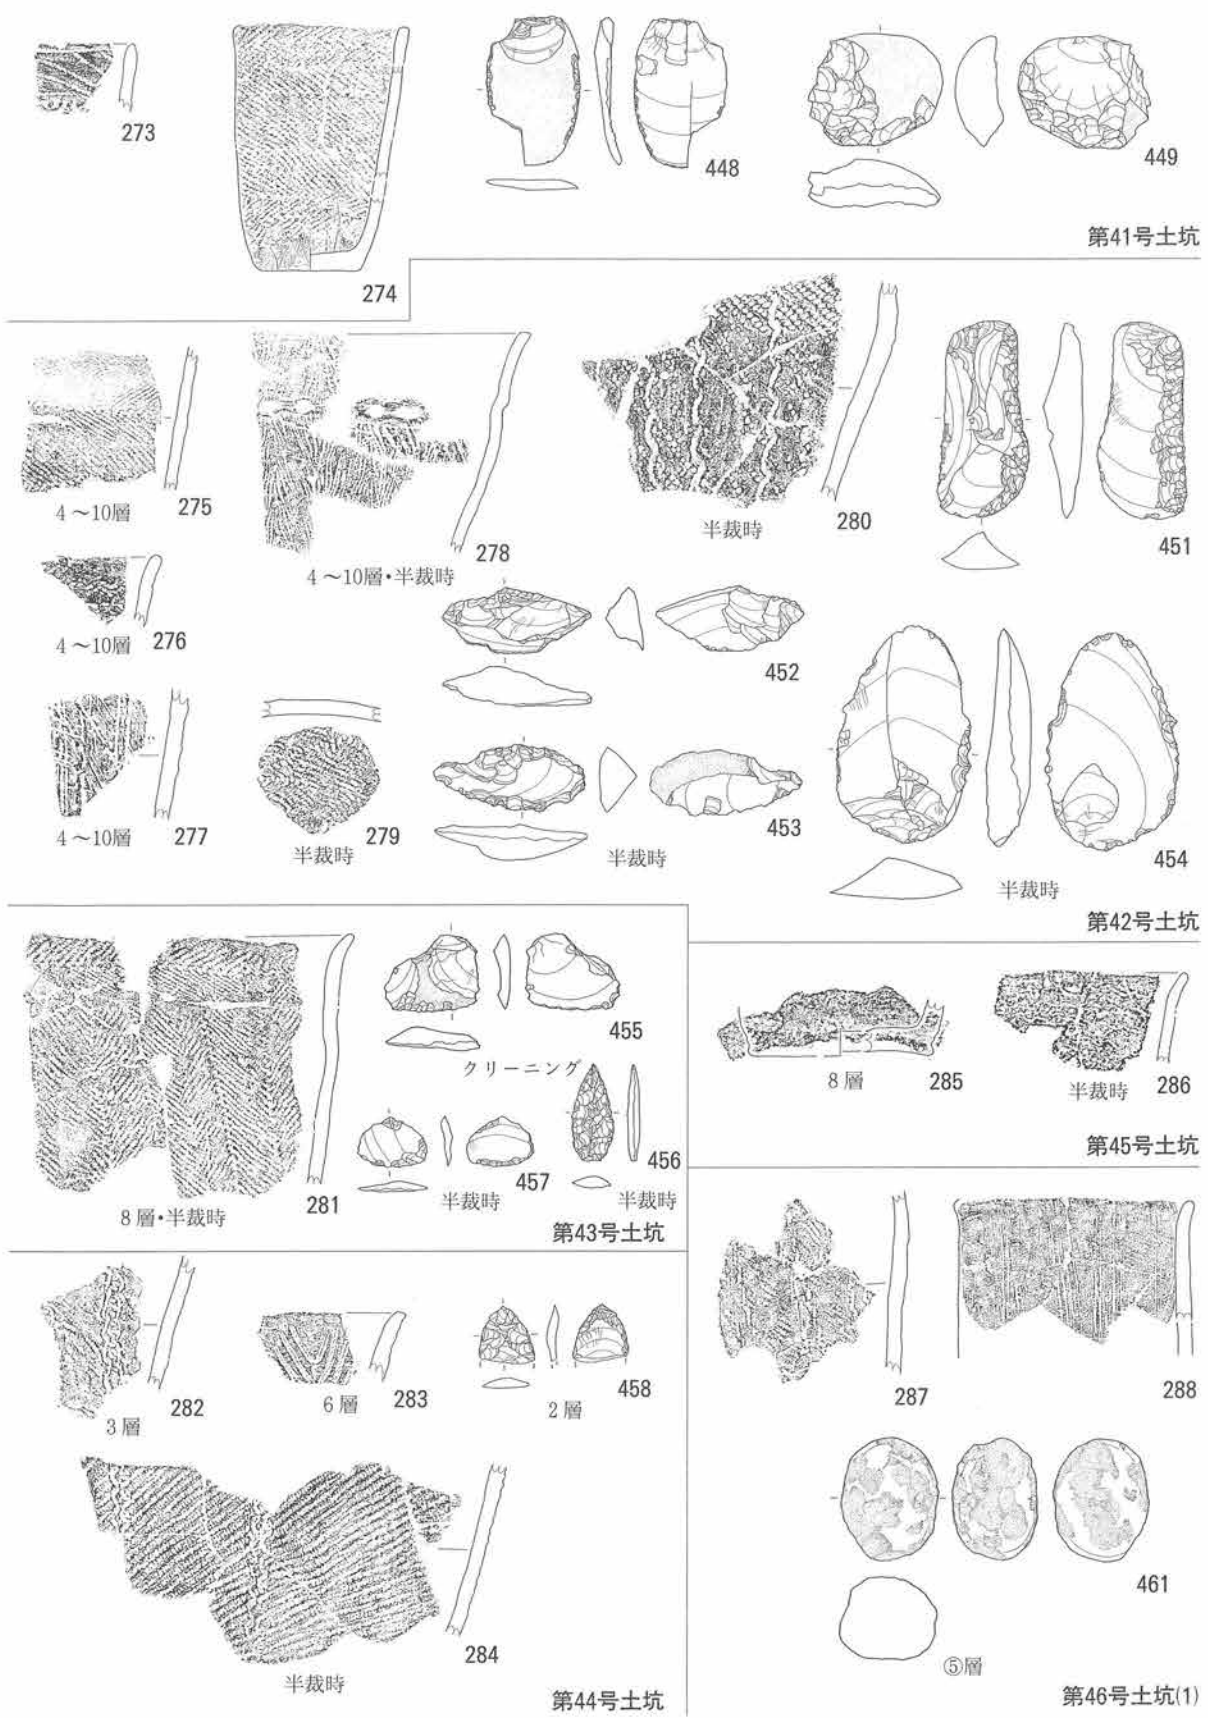 273
274
448
449
第41号土坑
4～10層 275
4～10層 276
4～10層 277
278
4～10層・半裁時
279
半裁時
280
半裁時
451
452
453
半裁時
454
半裁時
第42号土坑
281
8層・半裁時
455
クリーニング
456
半裁時
457
半裁時
第43号土坑
282
3層
283
6層
458
2層
284
半裁時
第44号土坑
8層 285
半裁時 286
第45号土坑
287
288
461
⑤層
第46号土坑(1)